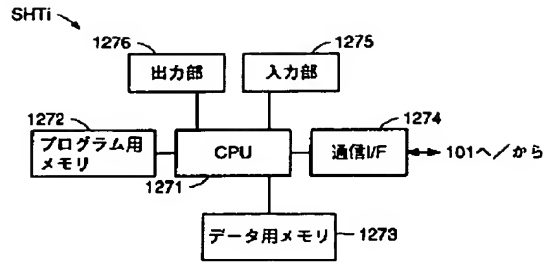 SHTi
1276
1275
出力部
入力部
1272
1274
プログラム用
メモリ
CPU
通信I/F
101へ／から
1271
データ用メモリ
1273